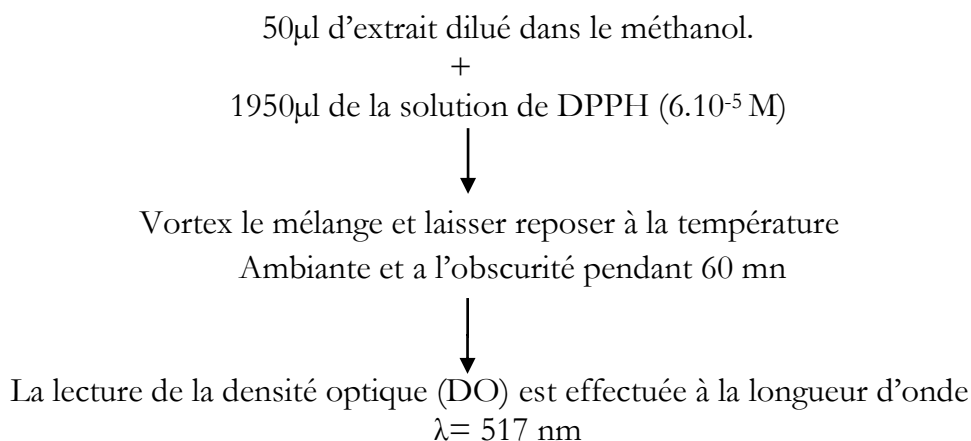 50μl d'extrait dilué dans le méthanol.
+
1950μl de la solution de DPPH (6.10⁻⁵ M)
Vortex le mélange et laisser reposer à la température
Ambiante et a l'obscurité pendant 60 mn
La lecture de la densité optique (DO) est effectuée à la longueur d'onde
λ= 517 nm